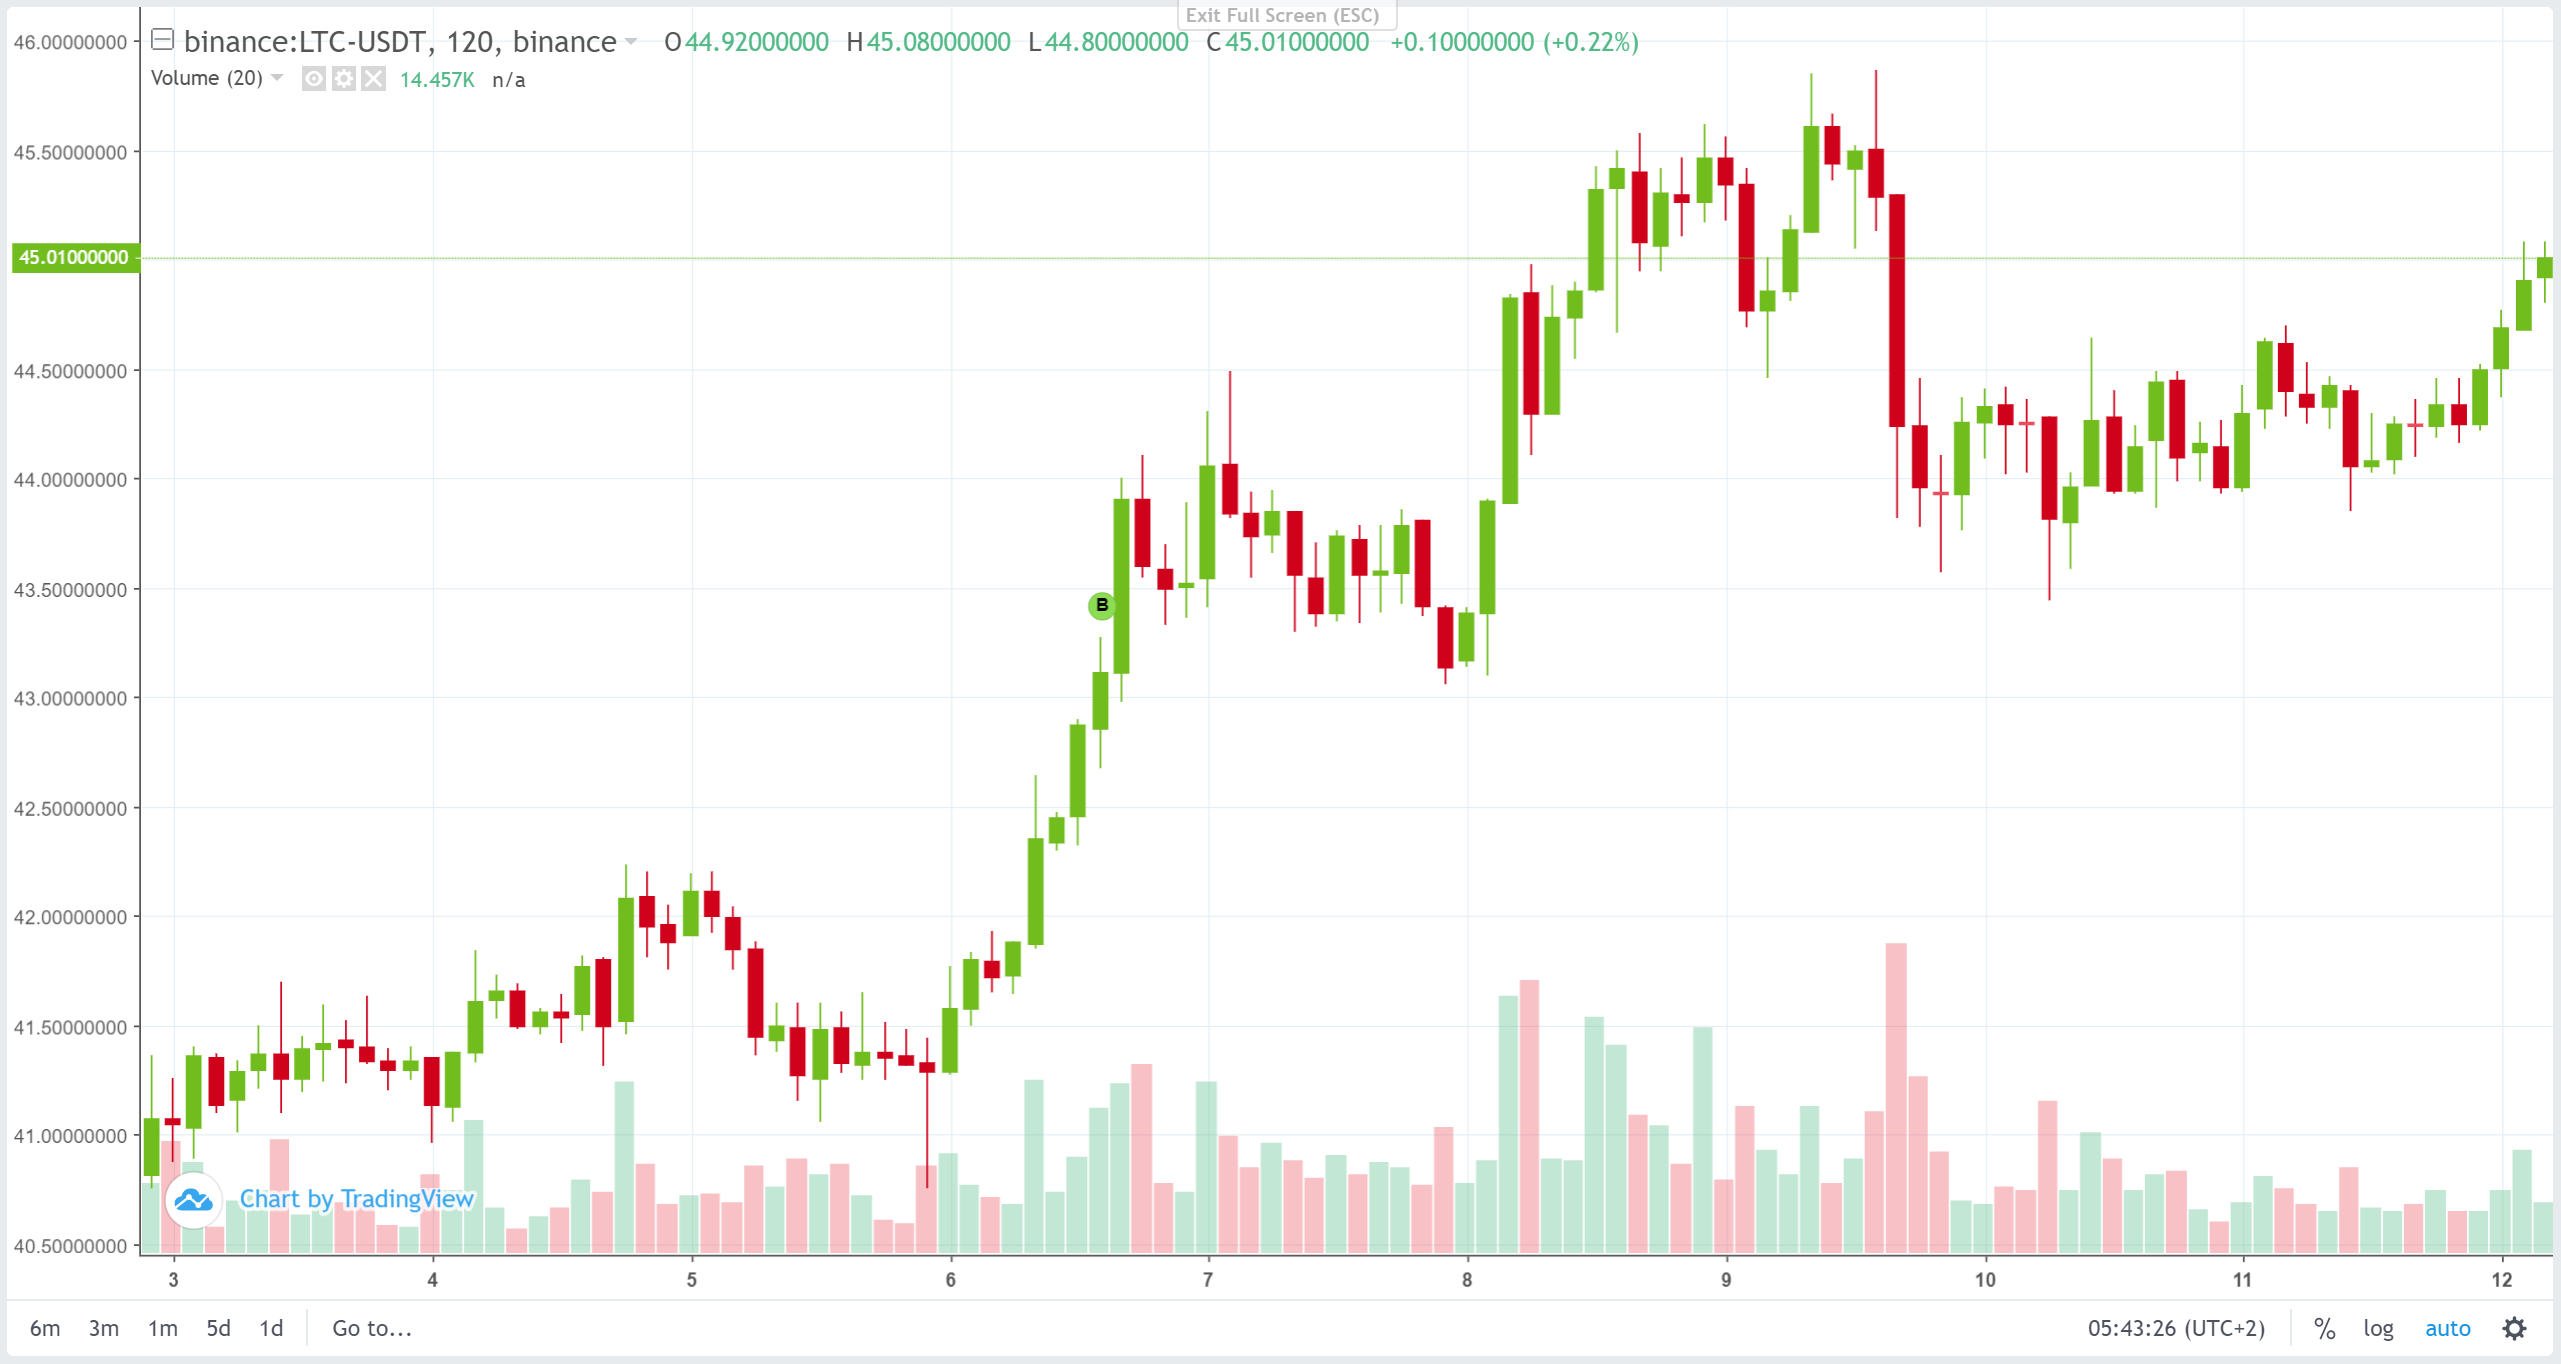 Exit Full Screen (ESC)
binance:LTC-USDT, 120, binance O44.92000000 H45.08000000 L44.80000000 C45.01000000 +0.10000000 (+0.22%)
Volume (20) 14.457K n/a
46.00000000
45.50000000
45.01000000
44.50000000
44.00000000
43.50000000
43.00000000
42.50000000
42.00000000
41.50000000
41.00000000
40.50000000
B
Chart by TradingView
3 4 5 6 7 8 9 10 11 12
6m 3m 1m 5d 1d Go to... 05:43:26 (UTC+2) % log auto